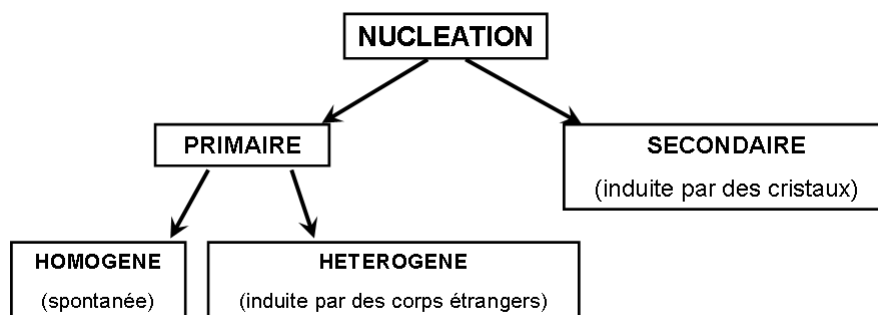 NUCLEATION
PRIMAIRE
SECONDAIRE
(induite par des cristaux)
HOMOGENE
(spontanée)
HETEROGENE
(induite par des corps étrangers)